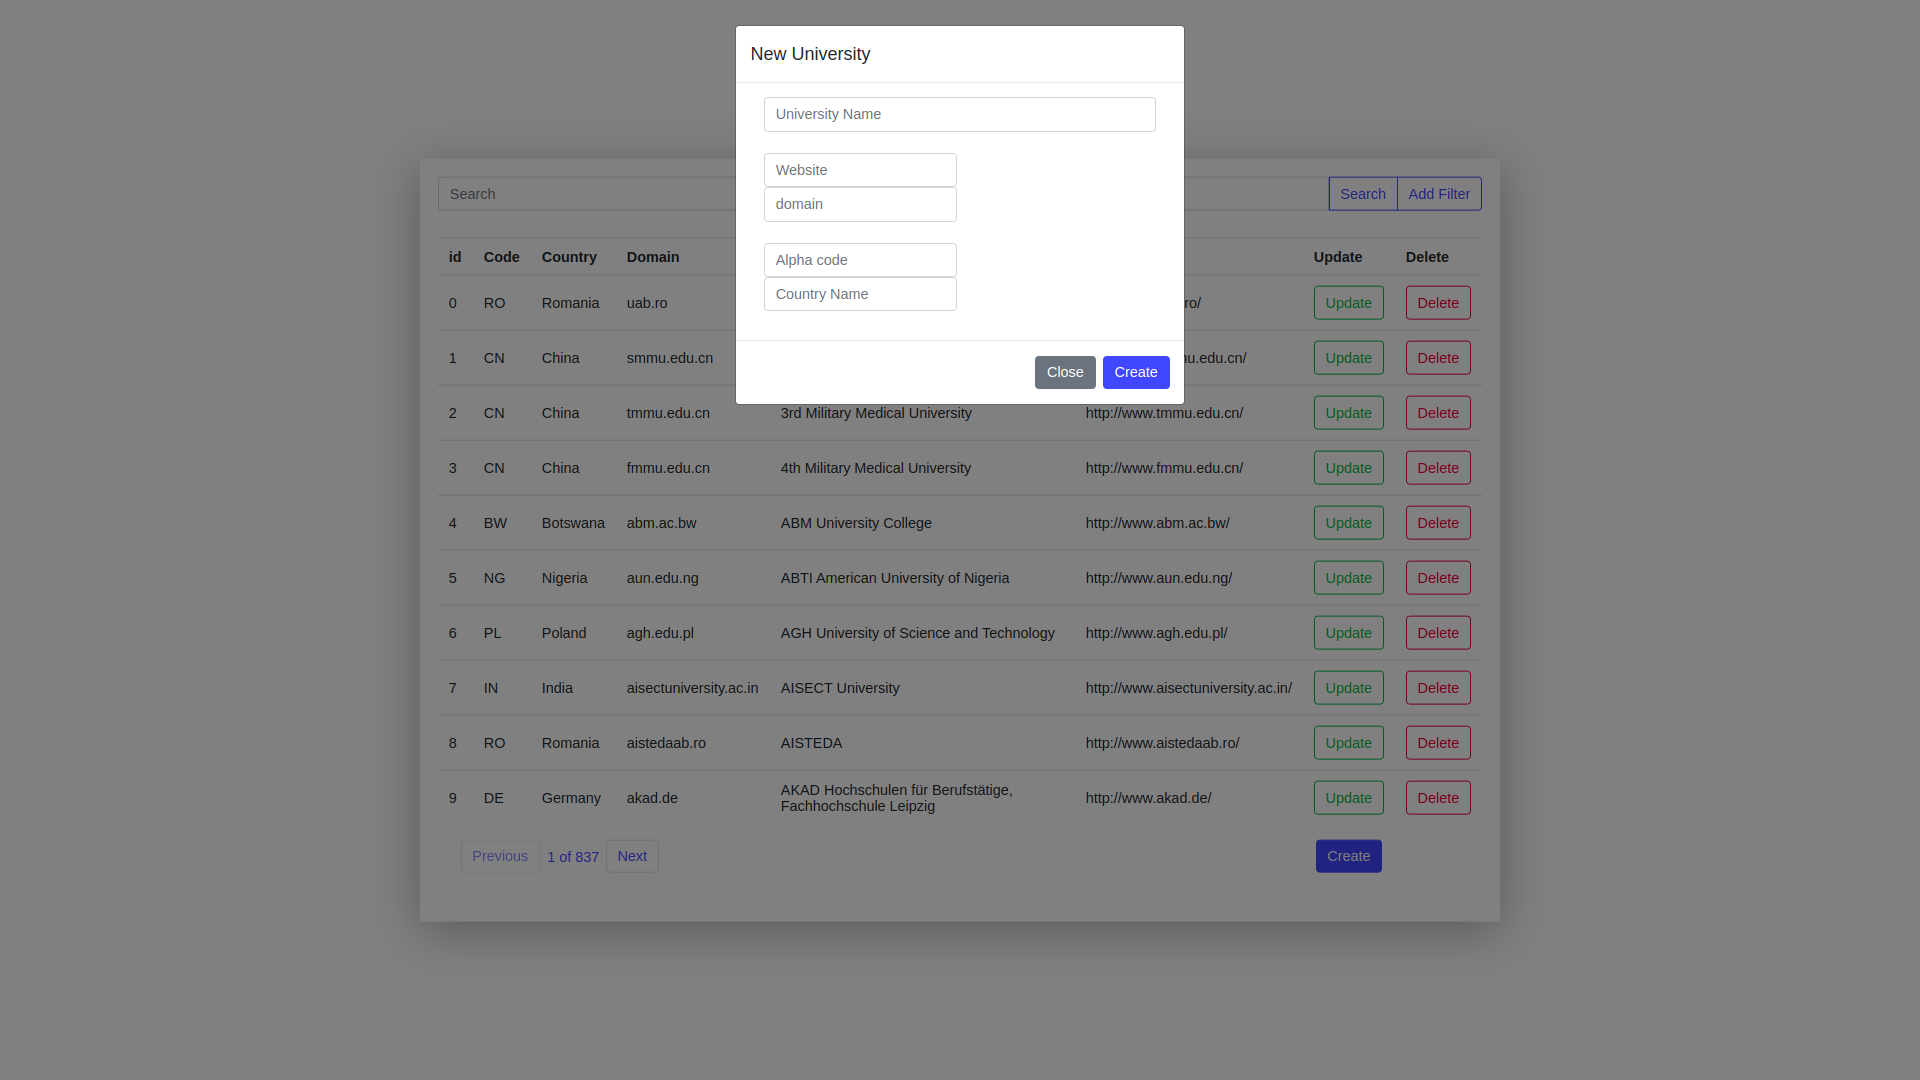 New University
University Name
Website
domain
Alpha code
Country Name
Close Create
Search Search Add Filter
id Code Country Domain Update Delete
0 RO Romania uab.ro ro/ Update Delete
1 CN China smmu.edu.cn mu.edu.cn/ Update Delete
2 CN China tmmu.edu.cn 3rd Military Medical University http://www.tmmu.edu.cn/ Update Delete
3 CN China fmmu.edu.cn 4th Military Medical University http://www.fmmu.edu.cn/ Update Delete
4 BW Botswana abm.ac.bw ABM University College http://www.abm.ac.bw/ Update Delete
5 NG Nigeria aun.edu.ng ABTI American University of Nigeria http://www.aun.edu.ng/ Update Delete
6 PL Poland agh.edu.pl AGH University of Science and Technology http://www.agh.edu.pl/ Update Delete
7 IN India aisectuniversity.ac.in AISECT University http://www.aisectuniversity.ac.in/ Update Delete
8 RO Romania aistedaab.ro AISTEDA http://www.aistedaab.ro/ Update Delete
9 DE Germany akad.de AKAD Hochschulen für Berufstätige, http://www.akad.de/ Update Delete
Fachhochschule Leipzig
Previous 1 of 837 Next Create